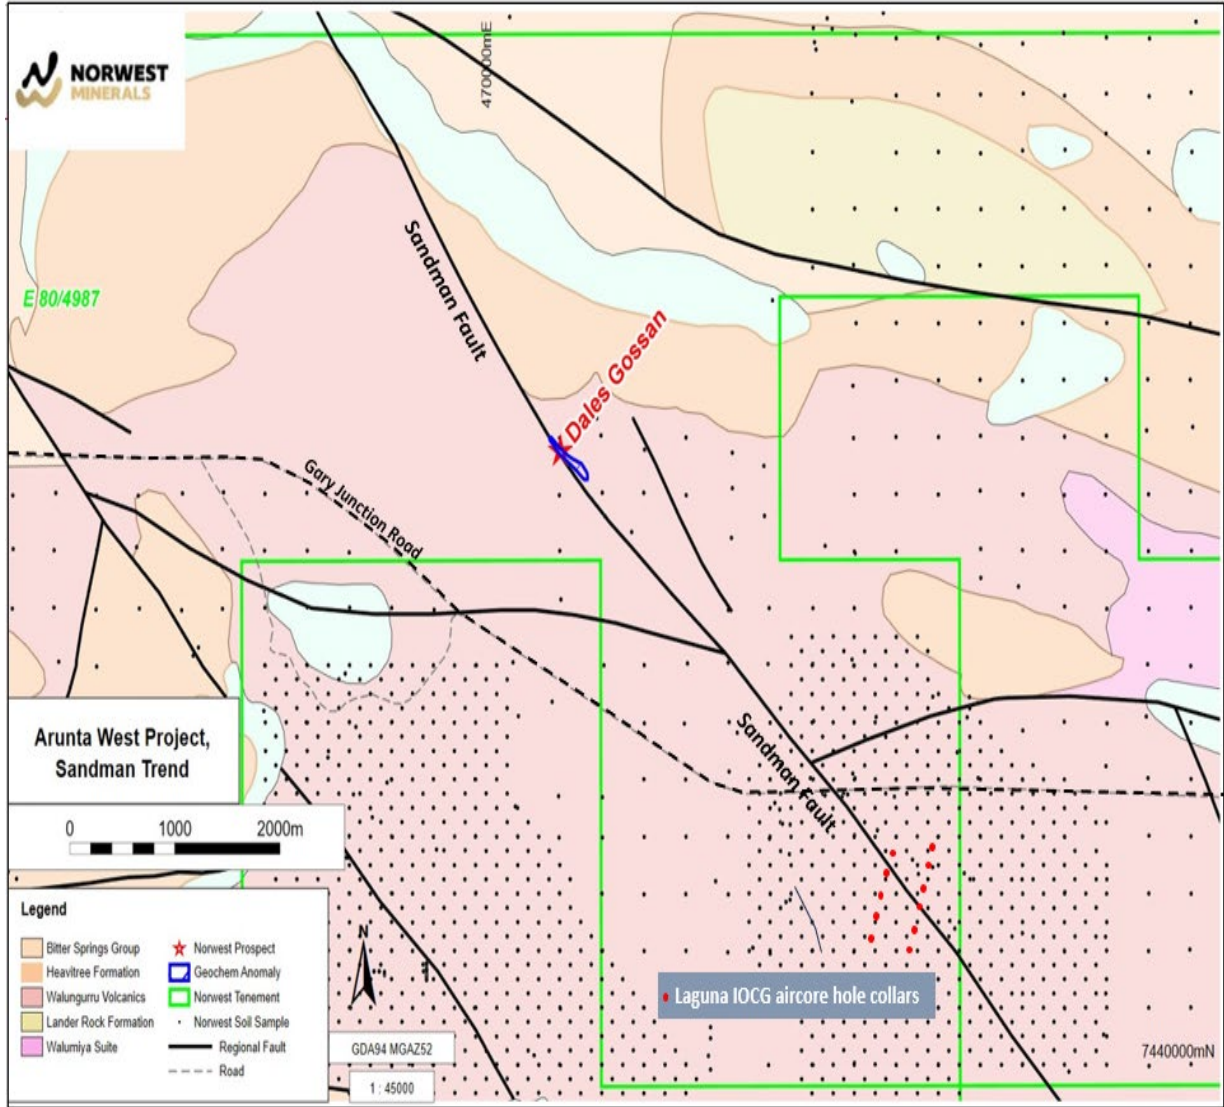 NORWEST
MINERALS
470000mE
E 80/4987
Sandman Fault
Dales Gossan
Gary Junction Road
Sandman Fault
Arunta West Project,
Sandman Trend
0 1000 2000m
Legend
Bitter Springs Group
Heavitree Formation
Walungurru Volcanics
Lander Rock Formation
Walumiya Suite
Norwest Prospect
Geochem Anomaly
Norwest Tenement
Norwest Soil Sample
Regional Fault
Road
N
Laguna IOCG aircore hole collars
GDA94 MGAZ52
1 : 45000
7440000mN